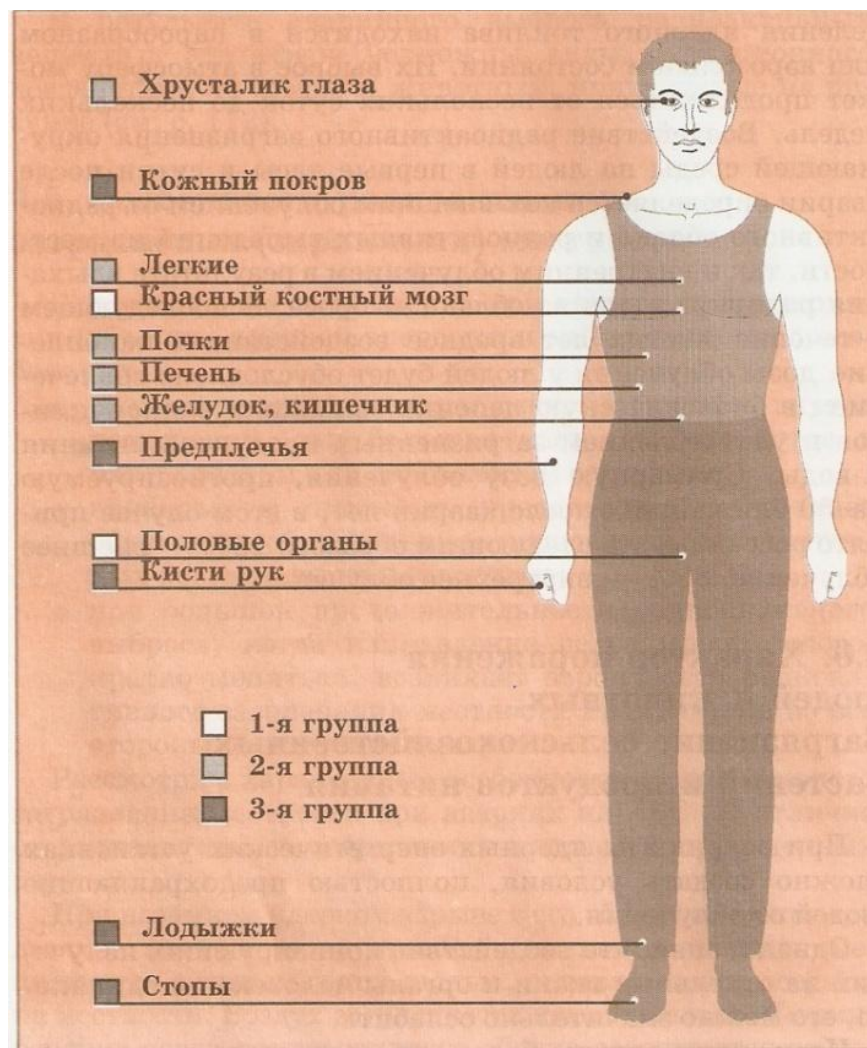 Хрусталик глаза
Кожный покров
Легкие
Красный костный мозг
Почки
Печень
Желудок, кишечник
Предплечья
Половые органы
Кисти рук
1-я группа
2-я группа
3-я группа
Лодыжки
Стопы